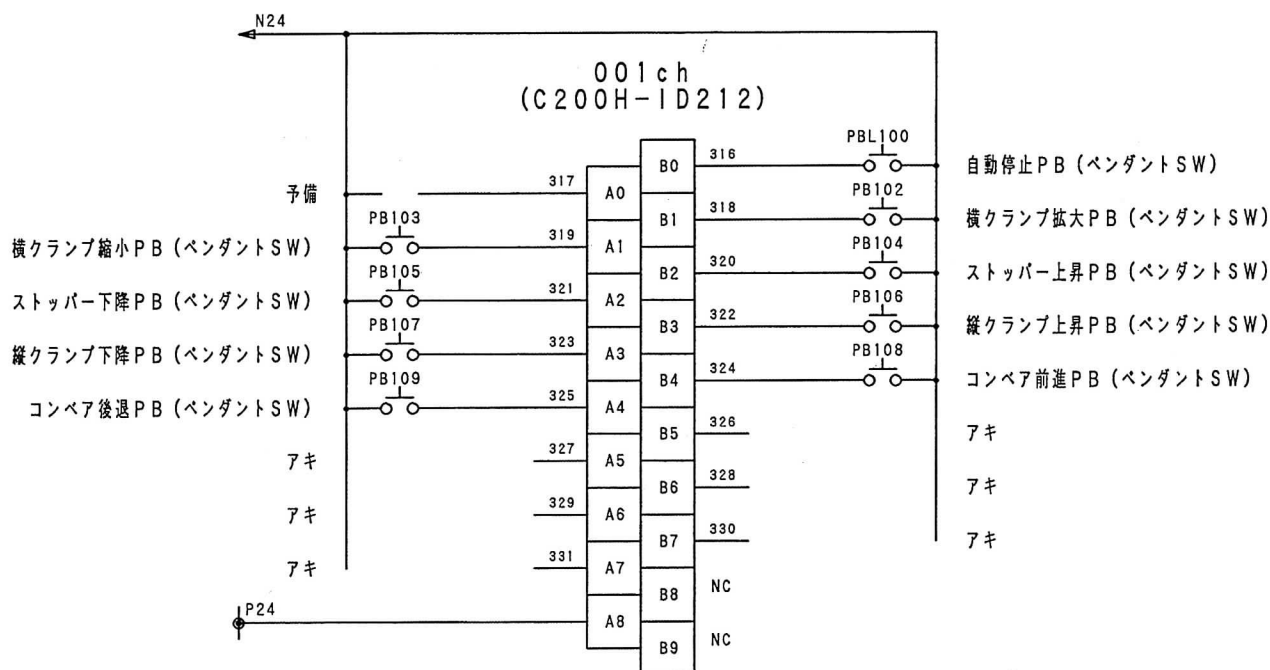 N24
001ch
(C200H-ID212)
PBL100
B0 316 自動停止PB (ペンダントSW)
予備 317 A0
PB102
B1 318 横クランプ拡大PB (ペンダントSW)
PB103
横クランプ縮小PB (ペンダントSW) 319 A1
PB104
B2 320 ストッパー上昇PB (ペンダントSW)
PB105
ストッパー下降PB (ペンダントSW) 321 A2
PB106
B3 322 縦クランプ上昇PB (ペンダントSW)
PB107
縦クランプ下降PB (ペンダントSW) 323 A3
PB108
B4 324 コンベア前進PB (ペンダントSW)
PB109
コンベア後退PB (ペンダントSW) 325 A4
B5 326 アキ
アキ 327 A5
B6 328 アキ
アキ 329 A6
B7 330 アキ
アキ 331 A7
B8 NC
P24 A8
B9 NC